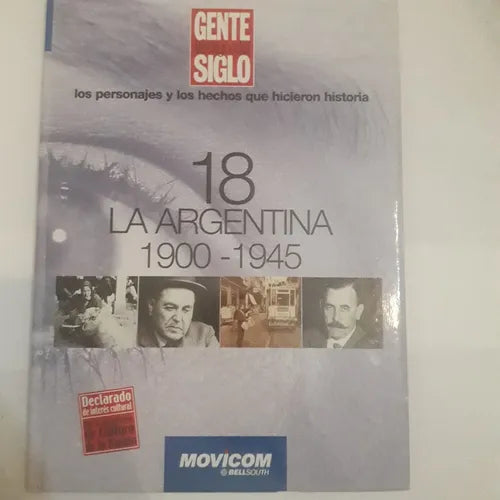 GENTE
SIGLO
los personajes y los hechos que hicieron historia
18
LA ARGENTINA
1900 -1945
Declarado
de interés cultural
MOVICOM
BELLSOUTH